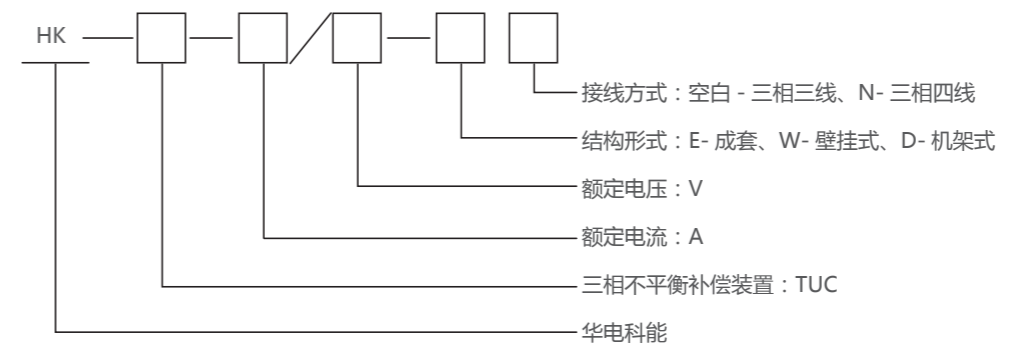 HK
接线方式：空白 - 三相三线、N- 三相四线
结构形式：E- 成套、W- 壁挂式、D- 机架式
额定电压：V
额定电流：A
三相不平衡补偿装置：TUC
华电科能